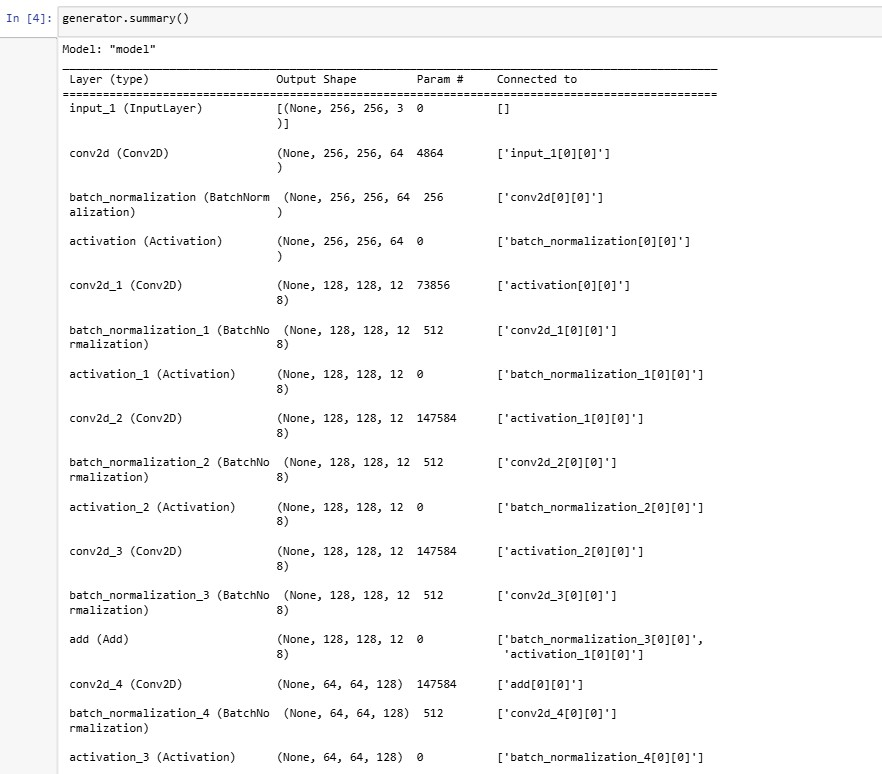 In [4]: generator.summary()
Model: "model"
Layer (type) Output Shape Param # Connected to
==================================================================================================
input_1 (InputLayer) [(None, 256, 256, 3 0 []
)]
conv2d (Conv2D) (None, 256, 256, 64 4864 ['input_1[0][0]']
)
batch_normalization (BatchNorm (None, 256, 256, 64 256 ['conv2d[0][0]']
alization) )
activation (Activation) (None, 256, 256, 64 0 ['batch_normalization[0][0]']
)
conv2d_1 (Conv2D) (None, 128, 128, 12 73856 ['activation[0][0]']
8)
batch_normalization_1 (BatchNo (None, 128, 128, 12 512 ['conv2d_1[0][0]']
rmalization) 8)
activation_1 (Activation) (None, 128, 128, 12 0 ['batch_normalization_1[0][0]']
8)
conv2d_2 (Conv2D) (None, 128, 128, 12 147584 ['activation_1[0][0]']
8)
batch_normalization_2 (BatchNo (None, 128, 128, 12 512 ['conv2d_2[0][0]']
rmalization) 8)
activation_2 (Activation) (None, 128, 128, 12 0 ['batch_normalization_2[0][0]']
8)
conv2d_3 (Conv2D) (None, 128, 128, 12 147584 ['activation_2[0][0]']
8)
batch_normalization_3 (BatchNo (None, 128, 128, 12 512 ['conv2d_3[0][0]']
rmalization) 8)
add (Add) (None, 128, 128, 12 0 ['batch_normalization_3[0][0]',
8) 'activation_1[0][0]']
conv2d_4 (Conv2D) (None, 64, 64, 128) 147584 ['add[0][0]']
batch_normalization_4 (BatchNo (None, 64, 64, 128) 512 ['conv2d_4[0][0]']
rmalization)
activation_3 (Activation) (None, 64, 64, 128) 0 ['batch_normalization_4[0][0]']